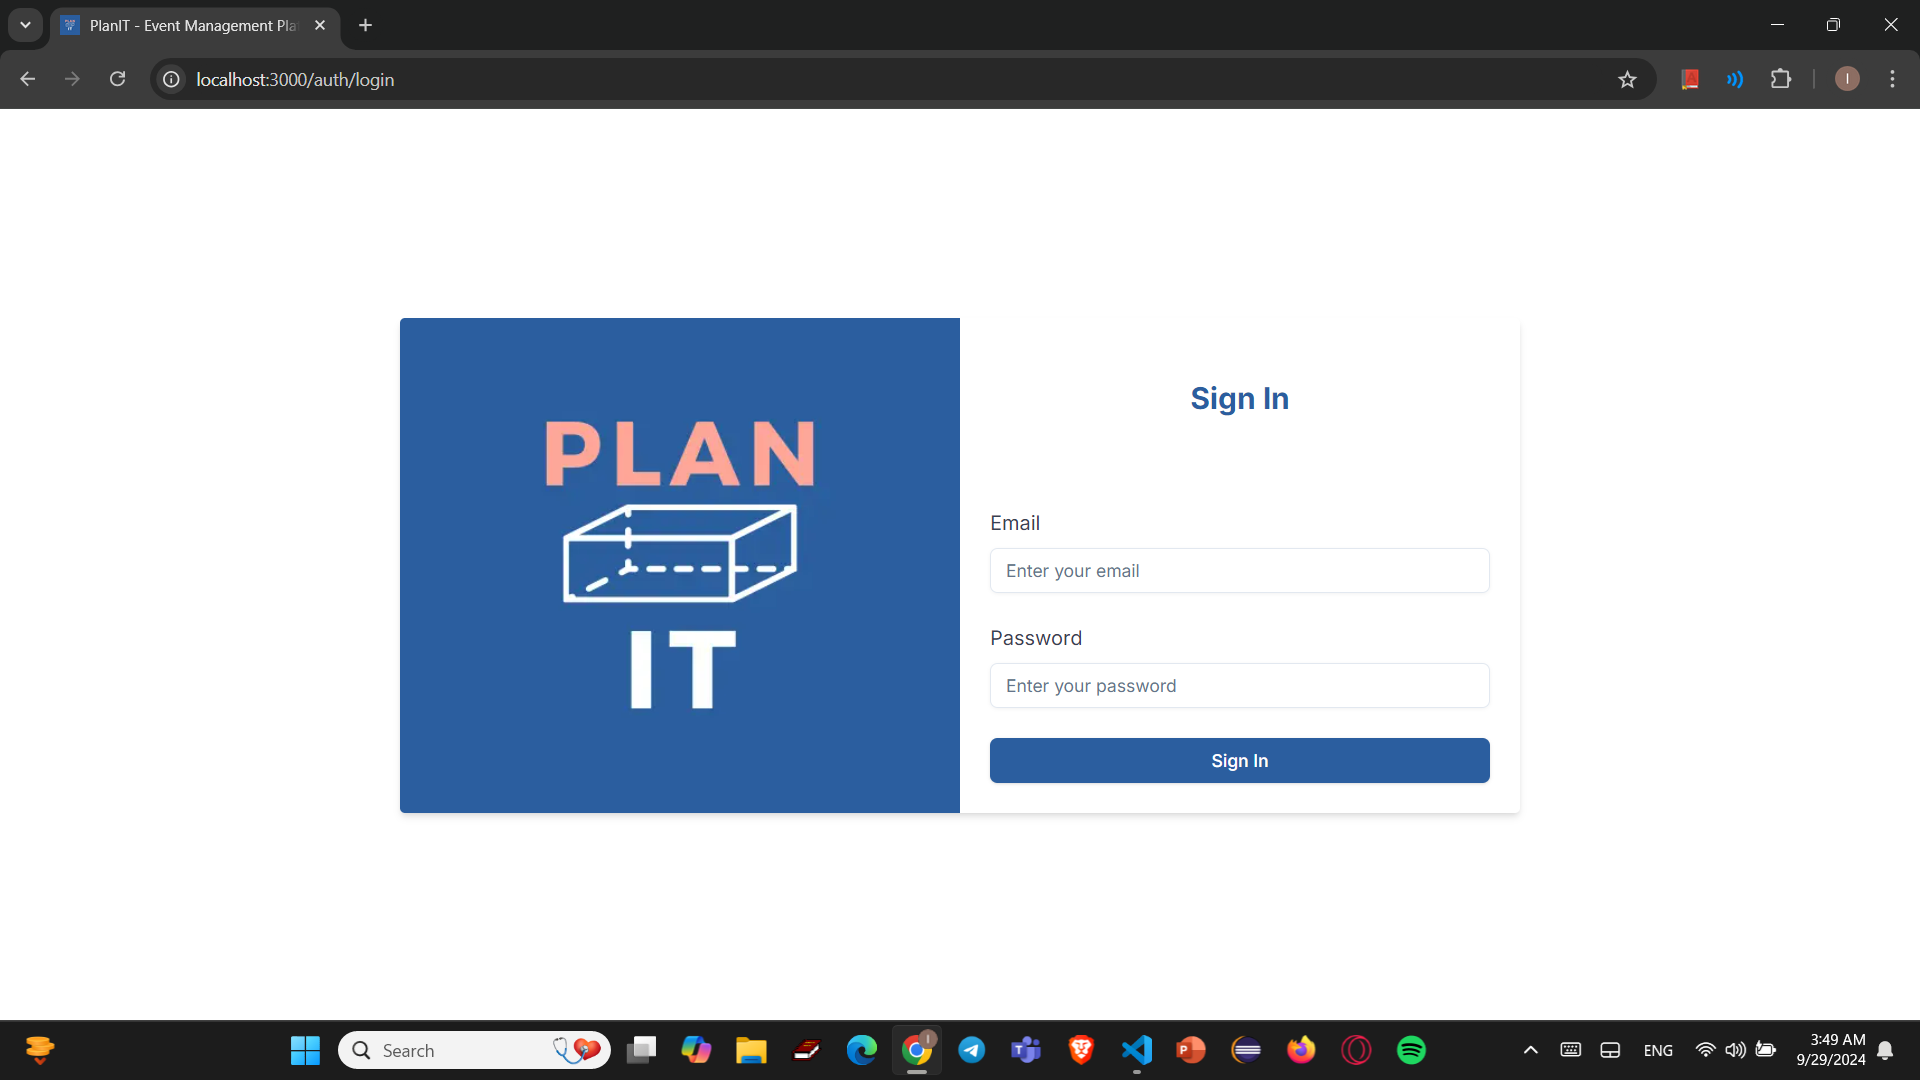 PlanIT - Event Management Pla
localhost:3000/auth/login
I
PLAN
IT
Sign In
Email
Enter your email
Password
Enter your password
Sign In
Search
ENG
3:49 AM
9/29/2024